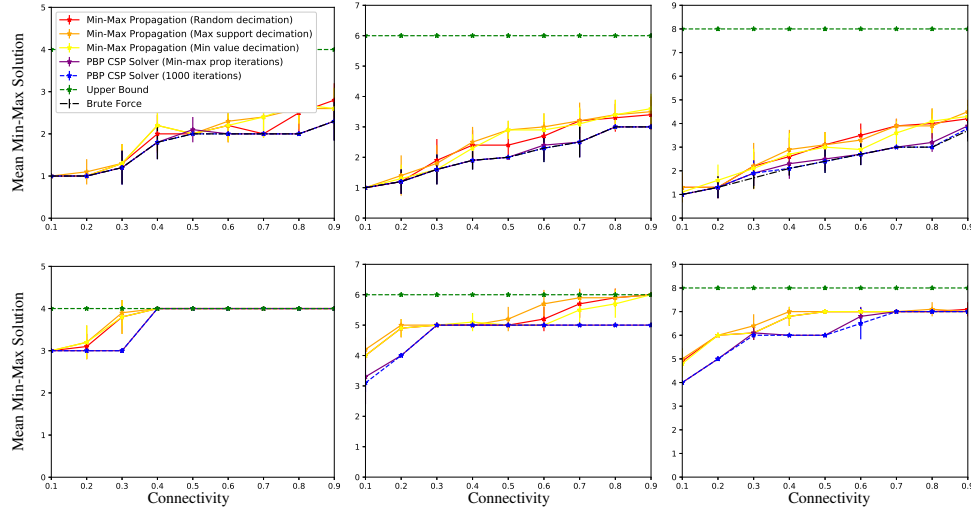 Mean Min-Max Solution
5
4
3
2
1
0
0.1 0.2 0.3 0.4 0.5 0.6 0.7 0.8 0.9
Min-Max Propagation (Random decimation)
Min-Max Propagation (Max support decimation)
Min-Max Propagation (Min value decimation)
PBP CSP Solver (Min-max prop iterations)
PBP CSP Solver (1000 iterations)
Upper Bound
Brute Force
7
6
5
4
3
2
1
0
0.1 0.2 0.3 0.4 0.5 0.6 0.7 0.8 0.9
9
8
7
6
5
4
3
2
1
0
0.1 0.2 0.3 0.4 0.5 0.6 0.7 0.8 0.9
Mean Min-Max Solution
5
4
3
2
1
0
0.1 0.2 0.3 0.4 0.5 0.6 0.7 0.8 0.9
Connectivity
7
6
5
4
3
2
1
0
0.1 0.2 0.3 0.4 0.5 0.6 0.7 0.8 0.9
Connectivity
9
8
7
6
5
4
3
2
1
0
0.1 0.2 0.3 0.4 0.5 0.6 0.7 0.8 0.9
Connectivity